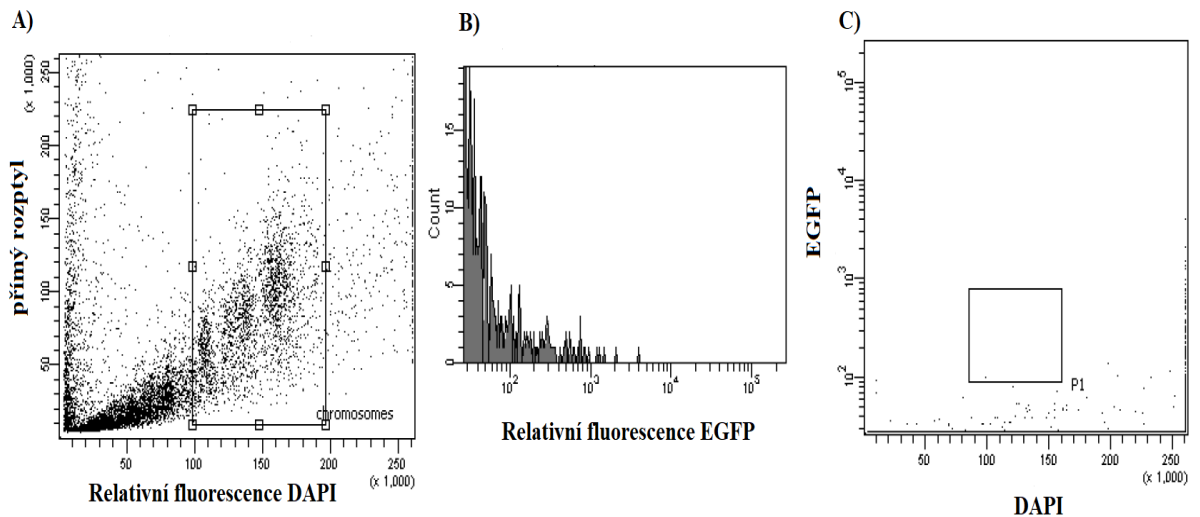 A)
přímý rozptyl
(x 1,000)
250
200
150
100
50
chromosomes
50 100 150 200 250
(x 1,000)
Relativní fluorescence DAPI
B)
Count
15
10
5
0
10² 10³ 10⁴ 10⁵
Relativní fluorescence EGFP
C)
EGFP
10⁵
10⁴
10³
10²
P1
50 100 150 200 250
(x 1,000)
DAPI